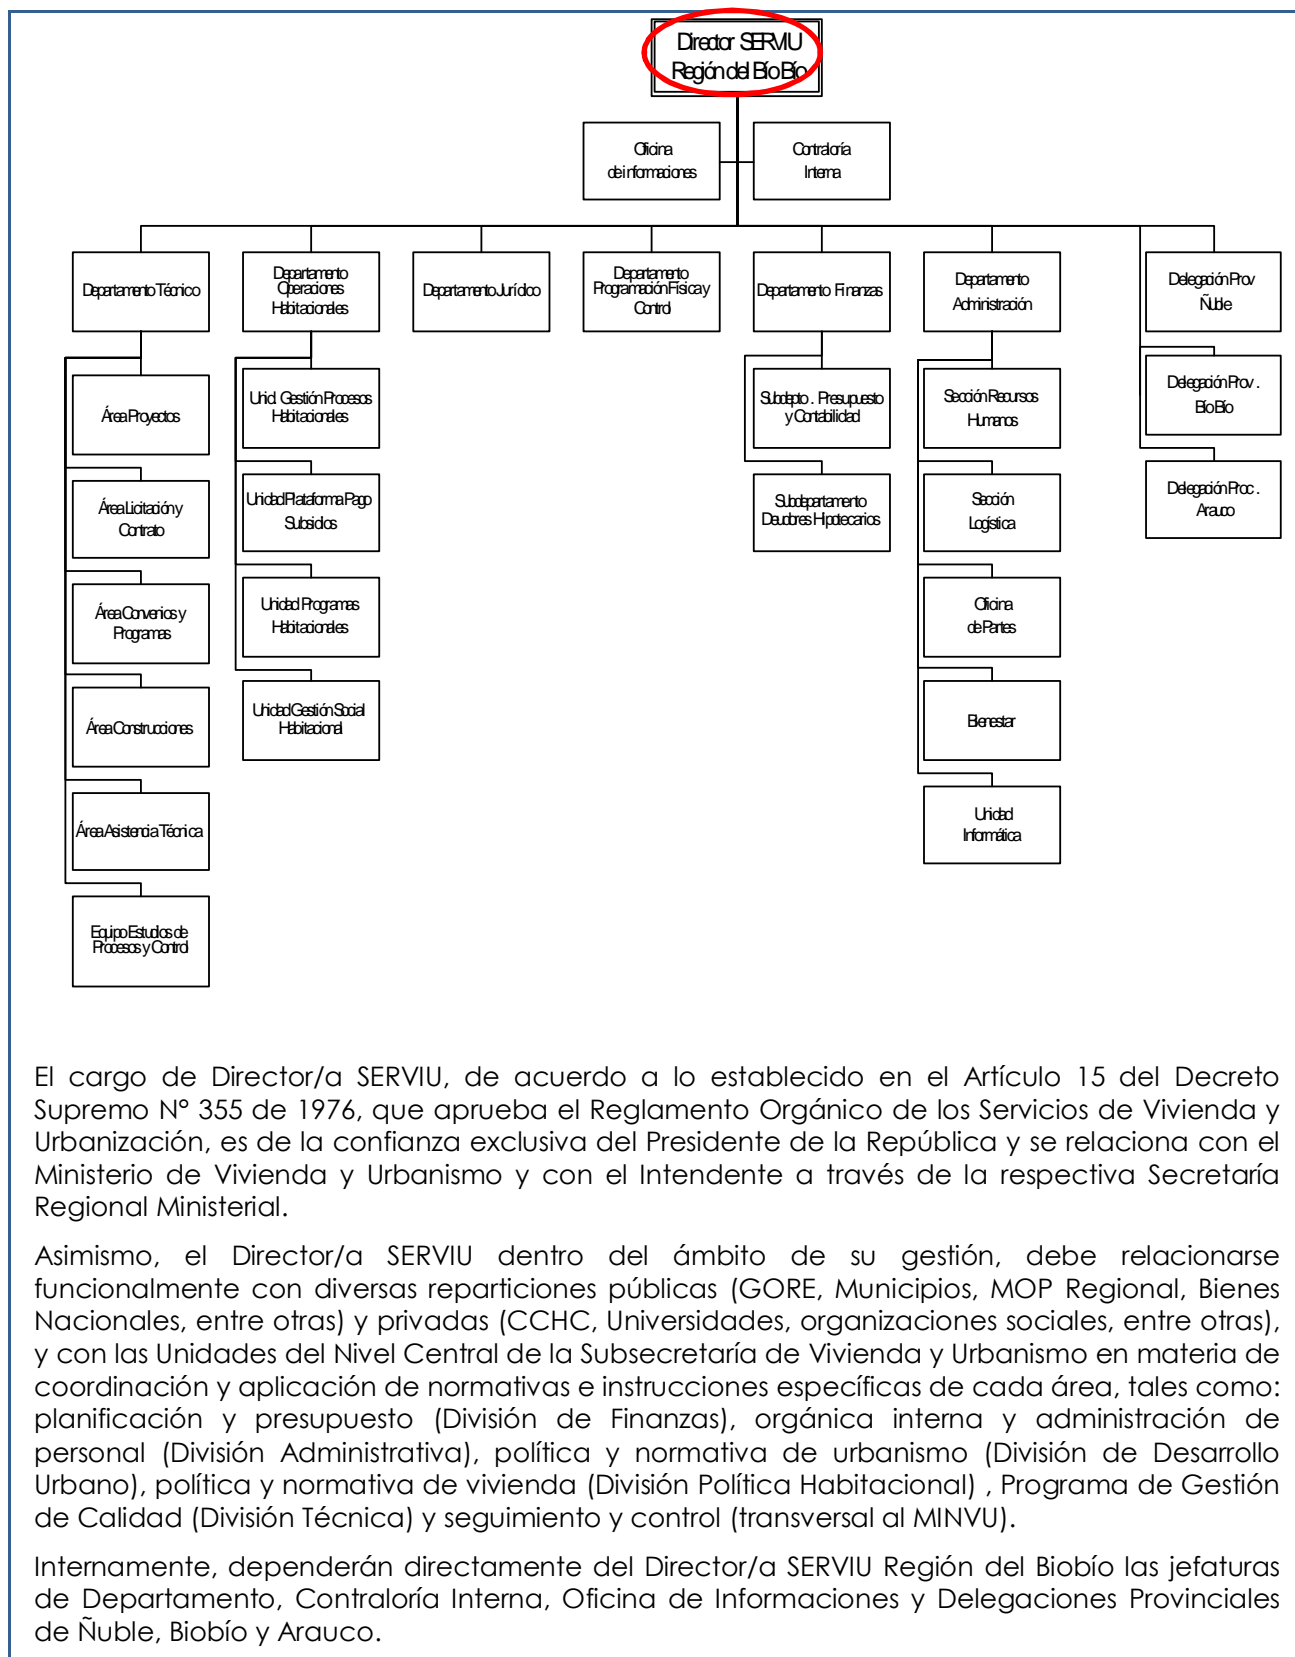 Director SERVIU
Región del Bío Bío
Oficina
de informaciones
Contraloría
Interna
Departamento Técnico
Departamento
Operaciones
Habitacionales
Departamento Jurídico
Departamento
Programación Física y
Control
Departamento Finanzas
Departamento
Administración
Delegación Prov
Ñuble
Área Proyectos
Unid. Gestión Procesos
Habitacionales
Subdepto. Presupuesto
y Contabilidad
Sección Recursos
Humanos
Delegación Prov.
Bío Bío
Área Licitación y
Contrato
Unidad Plataforma Pago
Subsidios
Subdepartamento
Deudores Hipotecarios
Sección
Logística
Delegación Proc.
Arauco
Área Convenios y
Programas
Unidad Programas
Habitacionales
Oficina
de Partes
Área Construcciones
Unidad Gestión Social
Habitacional
Bienestar
Área Asistencia Técnica
Unidad
Informática
Equipo Estudios de
Procesos y Control
El cargo de Director/a SERVIU, de acuerdo a lo establecido en el Artículo 15 del Decreto
Supremo N° 355 de 1976, que aprueba el Reglamento Orgánico de los Servicios de Vivienda y
Urbanización, es de la confianza exclusiva del Presidente de la República y se relaciona con el
Ministerio de Vivienda y Urbanismo y con el Intendente a través de la respectiva Secretaría
Regional Ministerial.
Asimismo, el Director/a SERVIU dentro del ámbito de su gestión, debe relacionarse
funcionalmente con diversas reparticiones públicas (GORE, Municipios, MOP Regional, Bienes
Nacionales, entre otras) y privadas (CCHC, Universidades, organizaciones sociales, entre otras),
y con las Unidades del Nivel Central de la Subsecretaría de Vivienda y Urbanismo en materia de
coordinación y aplicación de normativas e instrucciones específicas de cada área, tales como:
planificación y presupuesto (División de Finanzas), orgánica interna y administración de
personal (División Administrativa), política y normativa de urbanismo (División de Desarrollo
Urbano), política y normativa de vivienda (División Política Habitacional) , Programa de Gestión
de Calidad (División Técnica) y seguimiento y control (transversal al MINVU).
Internamente, dependerán directamente del Director/a SERVIU Región del Biobío las jefaturas
de Departamento, Contraloría Interna, Oficina de Informaciones y Delegaciones Provinciales
de Ñuble, Biobío y Arauco.